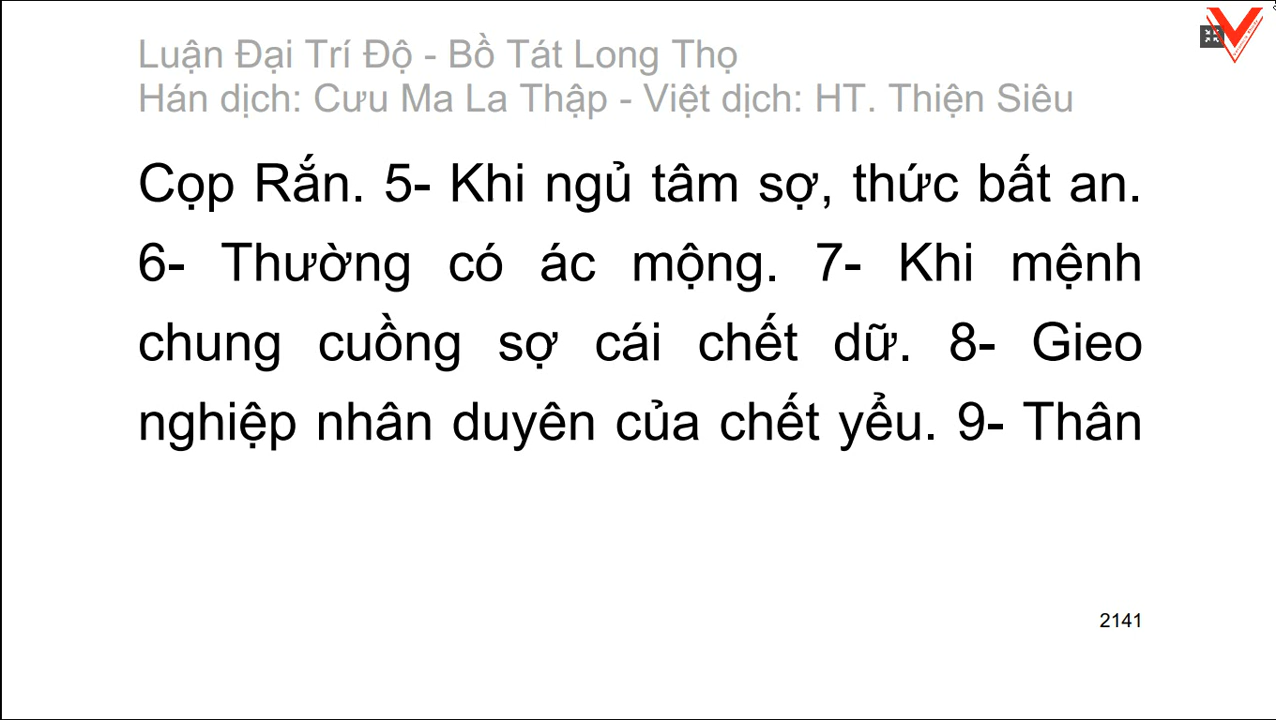 Luận Đại Trí Độ - Bồ Tát Long Thọ
Hán dịch: Cưu Ma La Thập - Việt dịch: HT. Thiện Siêu
Cọp Rắn. 5- Khi ngủ tâm sợ, thức bất an.
6- Thường có ác mộng. 7- Khi mệnh
chung cuồng sợ cái chết dữ. 8- Gieo
nghiệp nhân duyên của chết yểu. 9- Thân
2141